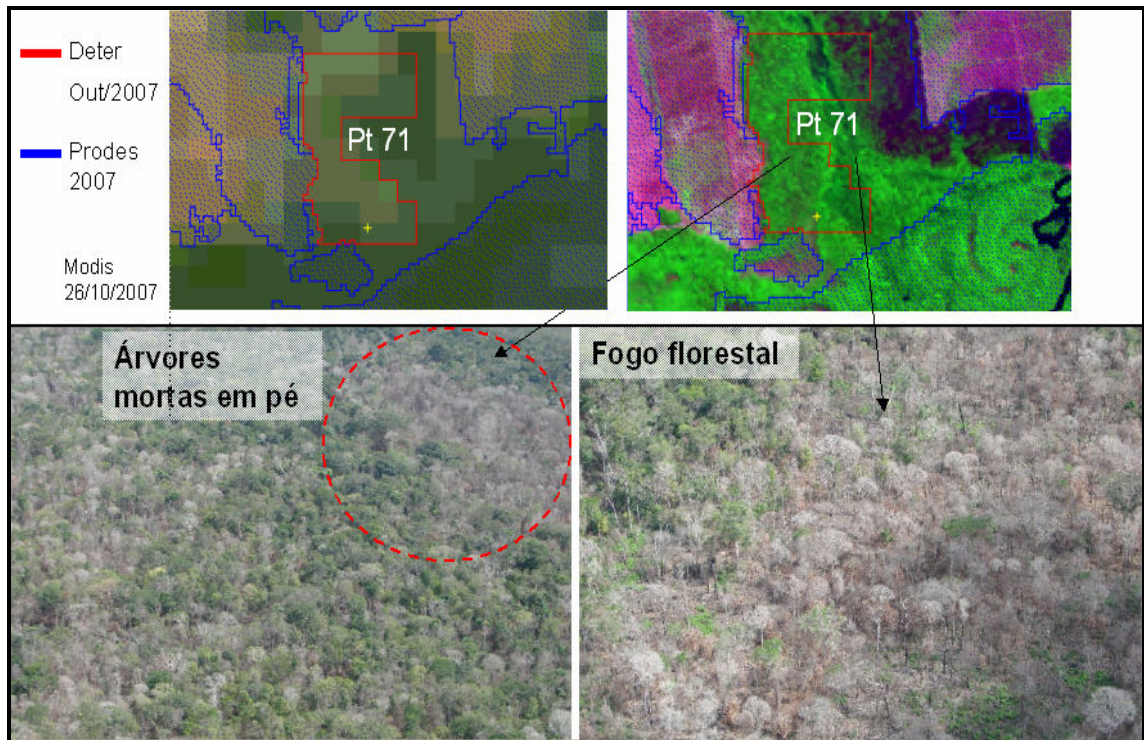 Deter
Out/2007
Prodes
2007
Modis
26/10/2007
Pt 71
Pt 71
Árvores
mortas em pé
Fogo florestal